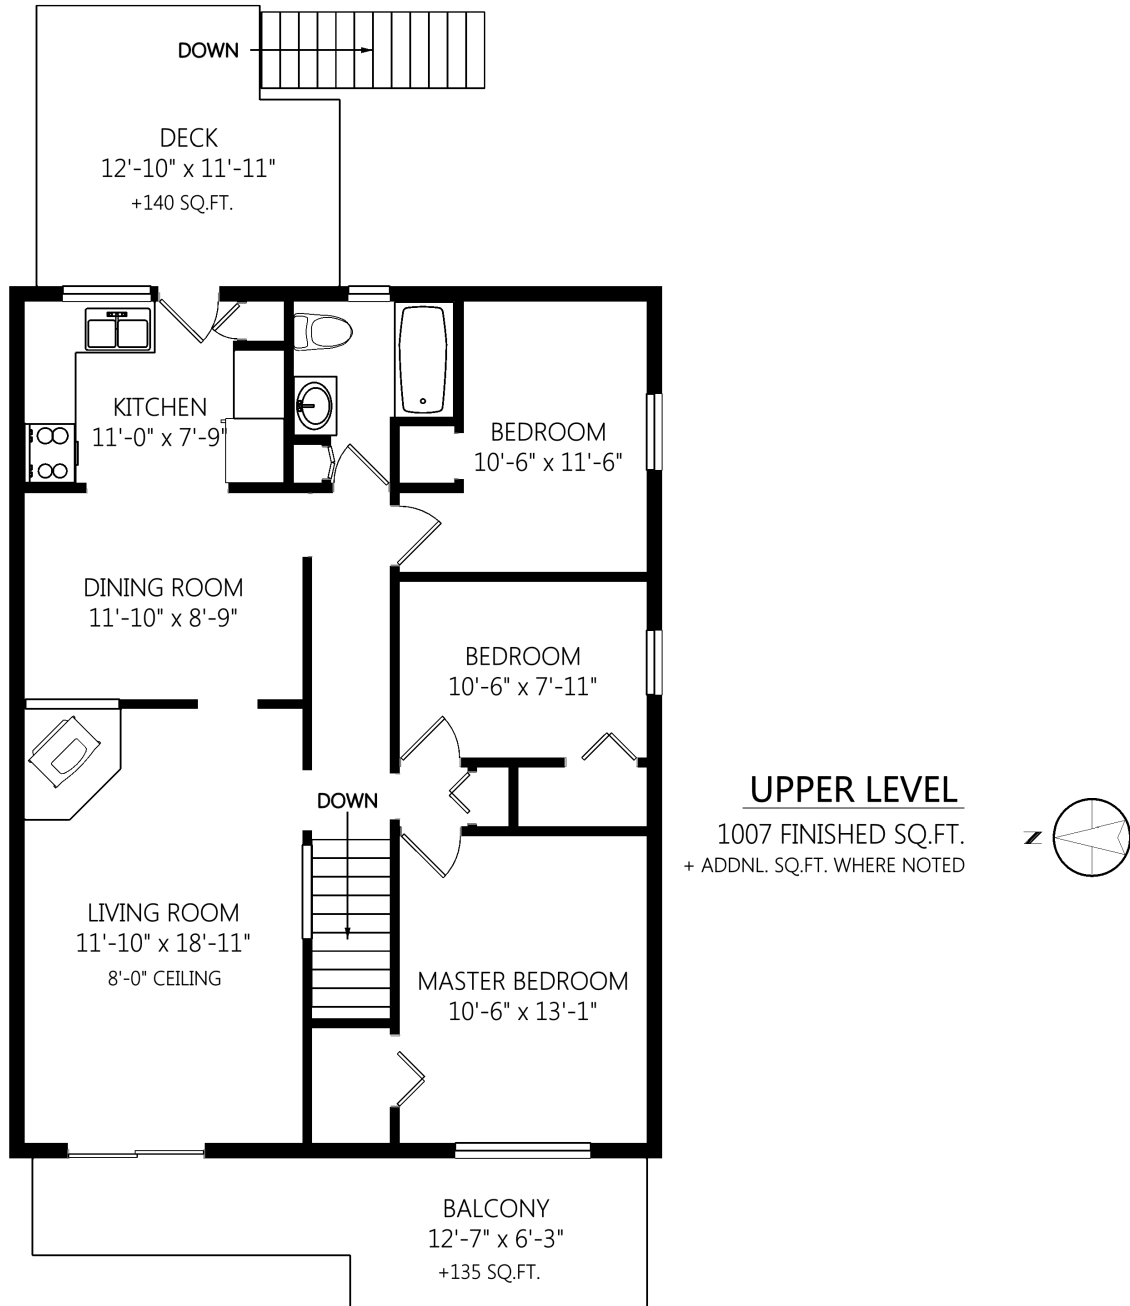 DOWN
DECK
12'-10" x 11'-11"
+140 SQ.FT.
KITCHEN
11'-0" x 7'-9"
BEDROOM
10'-6" x 11'-6"
DINING ROOM
11'-10" x 8'-9"
BEDROOM
10'-6" x 7'-11"
DOWN
UPPER LEVEL
1007 FINISHED SQ.FT.
+ ADDNL. SQ.FT. WHERE NOTED
N
LIVING ROOM
11'-10" x 18'-11"
8'-0" CEILING
MASTER BEDROOM
10'-6" x 13'-1"
BALCONY
12'-7" x 6'-3"
+135 SQ.FT.